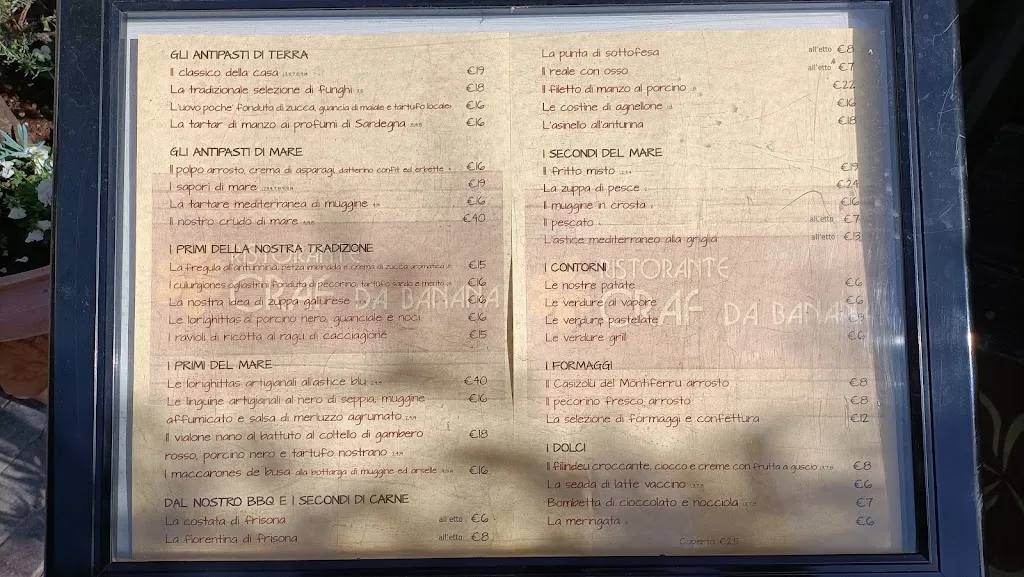 GLI ANTIPASTI DI TERRA
Il classico della casa €19
La tradizionale selezione di funghi €18
L'uovo poche' fonduta di zucca, guancia di maiale e tartufo locale €16
La tartar di manzo ai profumi di Sardegna €16
GLI ANTIPASTI DI MARE
Il polpo arrosto, crema di asparagi, datterino confit ed erbette €16
I sapori di mare €19
La tartare mediterranea di muggine €16
Il nostro crudo di mare €40
I PRIMI DELLA NOSTRA TRADIZIONE
La fregula all'antunna, petza imbinada e crema di zucca aromatica €15
I culurgiones ogliastrini fonduta di pecorino, tartufo sardo e menta €16
La nostra idea di zuppa gallurese €16
Le lorighittas al porcino nero, guanciale e noci €16
I ravioli di ricotta al ragù di cacciagione €15
I PRIMI DEL MARE
Le lorighittas artigianali all'astice blu €40
Le linguine artigianali al nero di seppia, muggine €16
affumicato e salsa di merluzzo agrumato
Il vialone nano al battuto al coltello di gambero €18
rosso, porcino nero e tartufo nostrano
I maccarones de busa alla bottarga di muggine ed arselle €16
DAL NOSTRO BBQ E I SECONDI DI CARNE
La costata di frisona all'etto €6
La fiorentina di frisona all'etto €8
La punta di sottofesa all'etto €8
Il reale con osso all'etto €7
Il filetto di manzo al porcino €22
Le costine di agnellone €16
L'asinello all'antunna €18
I SECONDI DEL MARE
Il fritto misto €19
La zuppa di pesce €24
Il muggine in crosta €16
Il pescato all'etto €7
L'astice mediterraneo alla griglia all'etto €13
I CONTORNI
RISTORANTE
Le nostre patate €6
Le verdure al vapore €6
DA BANANA
Le verdure pastellate
Le verdure grill €6
I FORMAGGI
Il Casizolu del Montiferru arrosto €8
Il pecorino fresco arrosto €8
La selezione di formaggi e confettura €12
I DOLCI
Il filindeu croccante, ciocco e creme con frutta a guscio €8
La seada di latte vaccino €6
Bombetta di cioccolato e nocciola €7
La meringata €6
Coperto €2.5